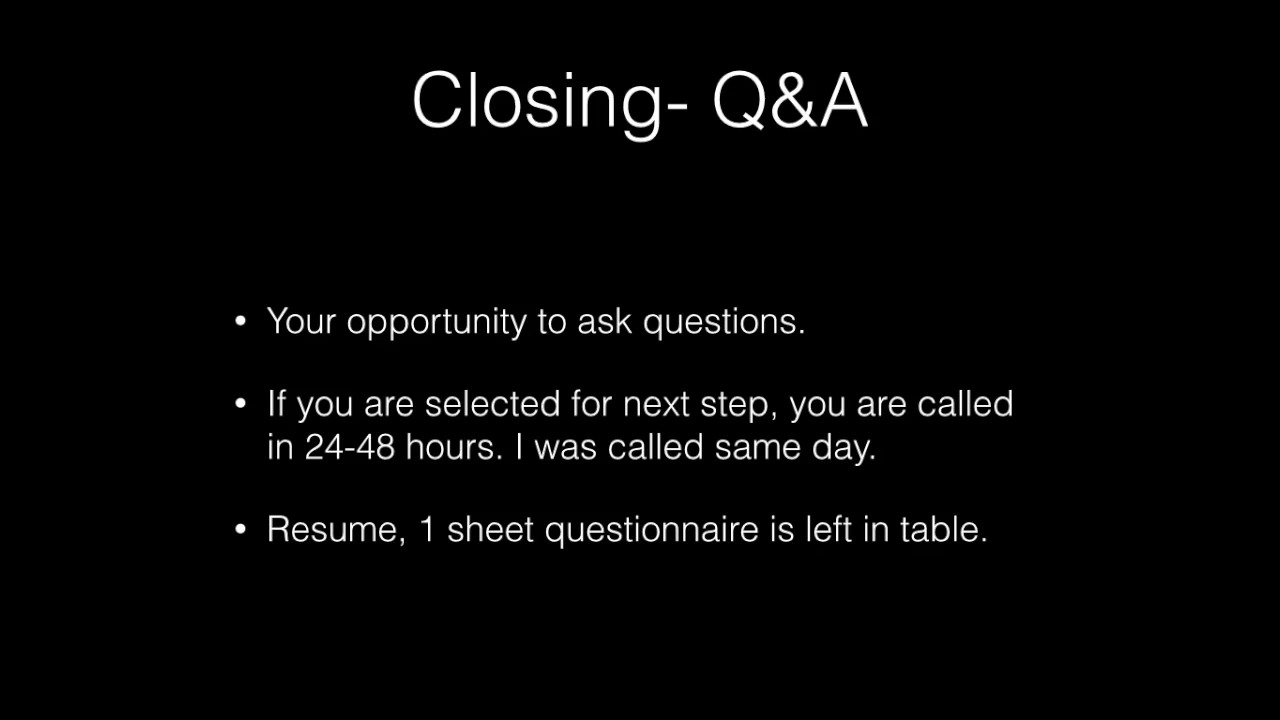 Closing- Q&A
• Your opportunity to ask questions.
• If you are selected for next step, you are called
in 24-48 hours. I was called same day.
• Resume, 1 sheet questionnaire is left in table.